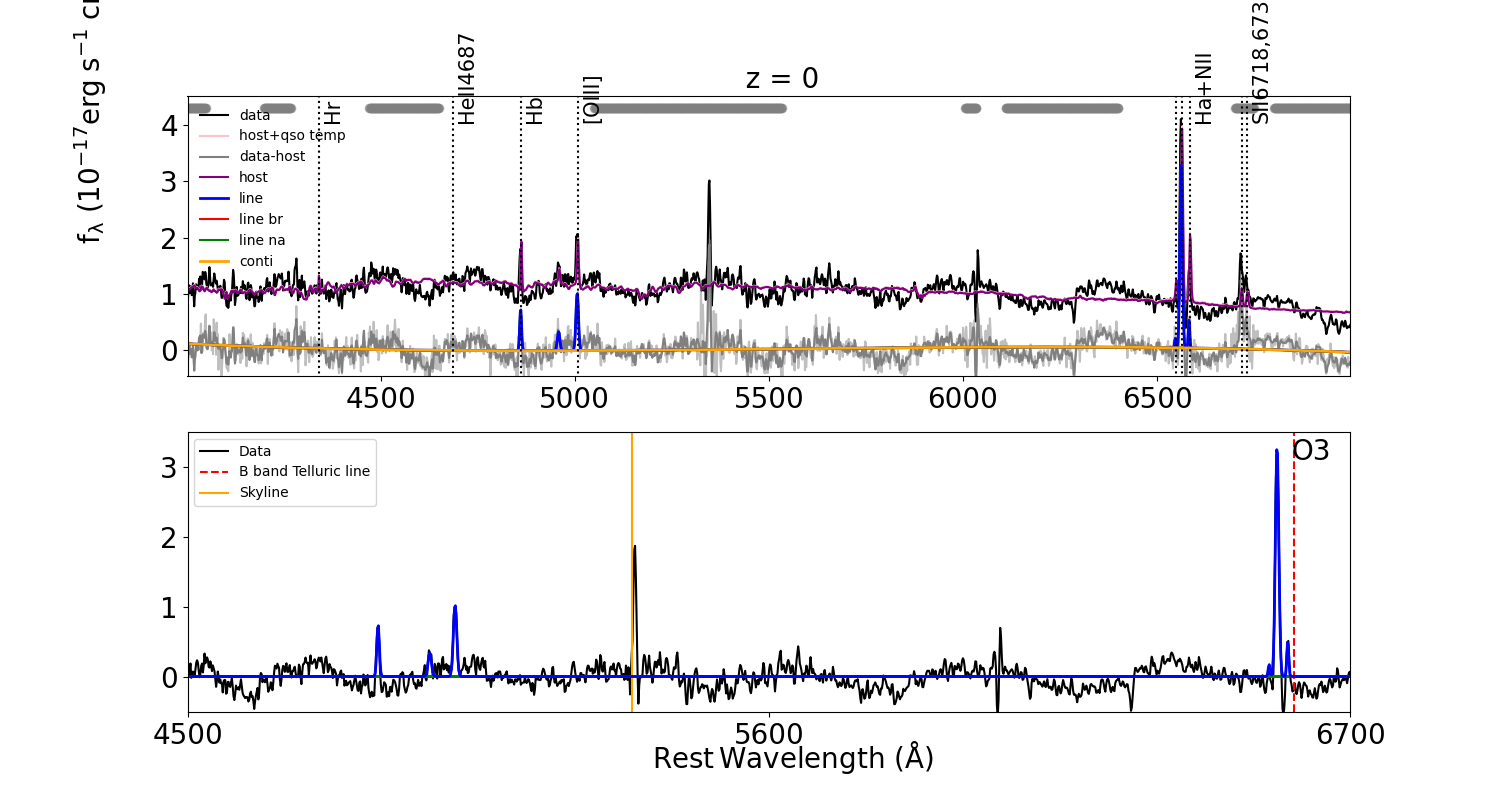 z = 0
f_λ (10^−17 erg s^−1 c
Hr
HeII4687
Hb
[OIII]
Ha+NII
SII6718,673
data
host+qso temp
data-host
host
line
line br
line na
conti
4
3
2
1
0
4500 5000 5500 6000 6500
Data
B band Telluric line
Skyline
O3
3
2
1
0
4500 5600 6700
Rest Wavelength (Å)